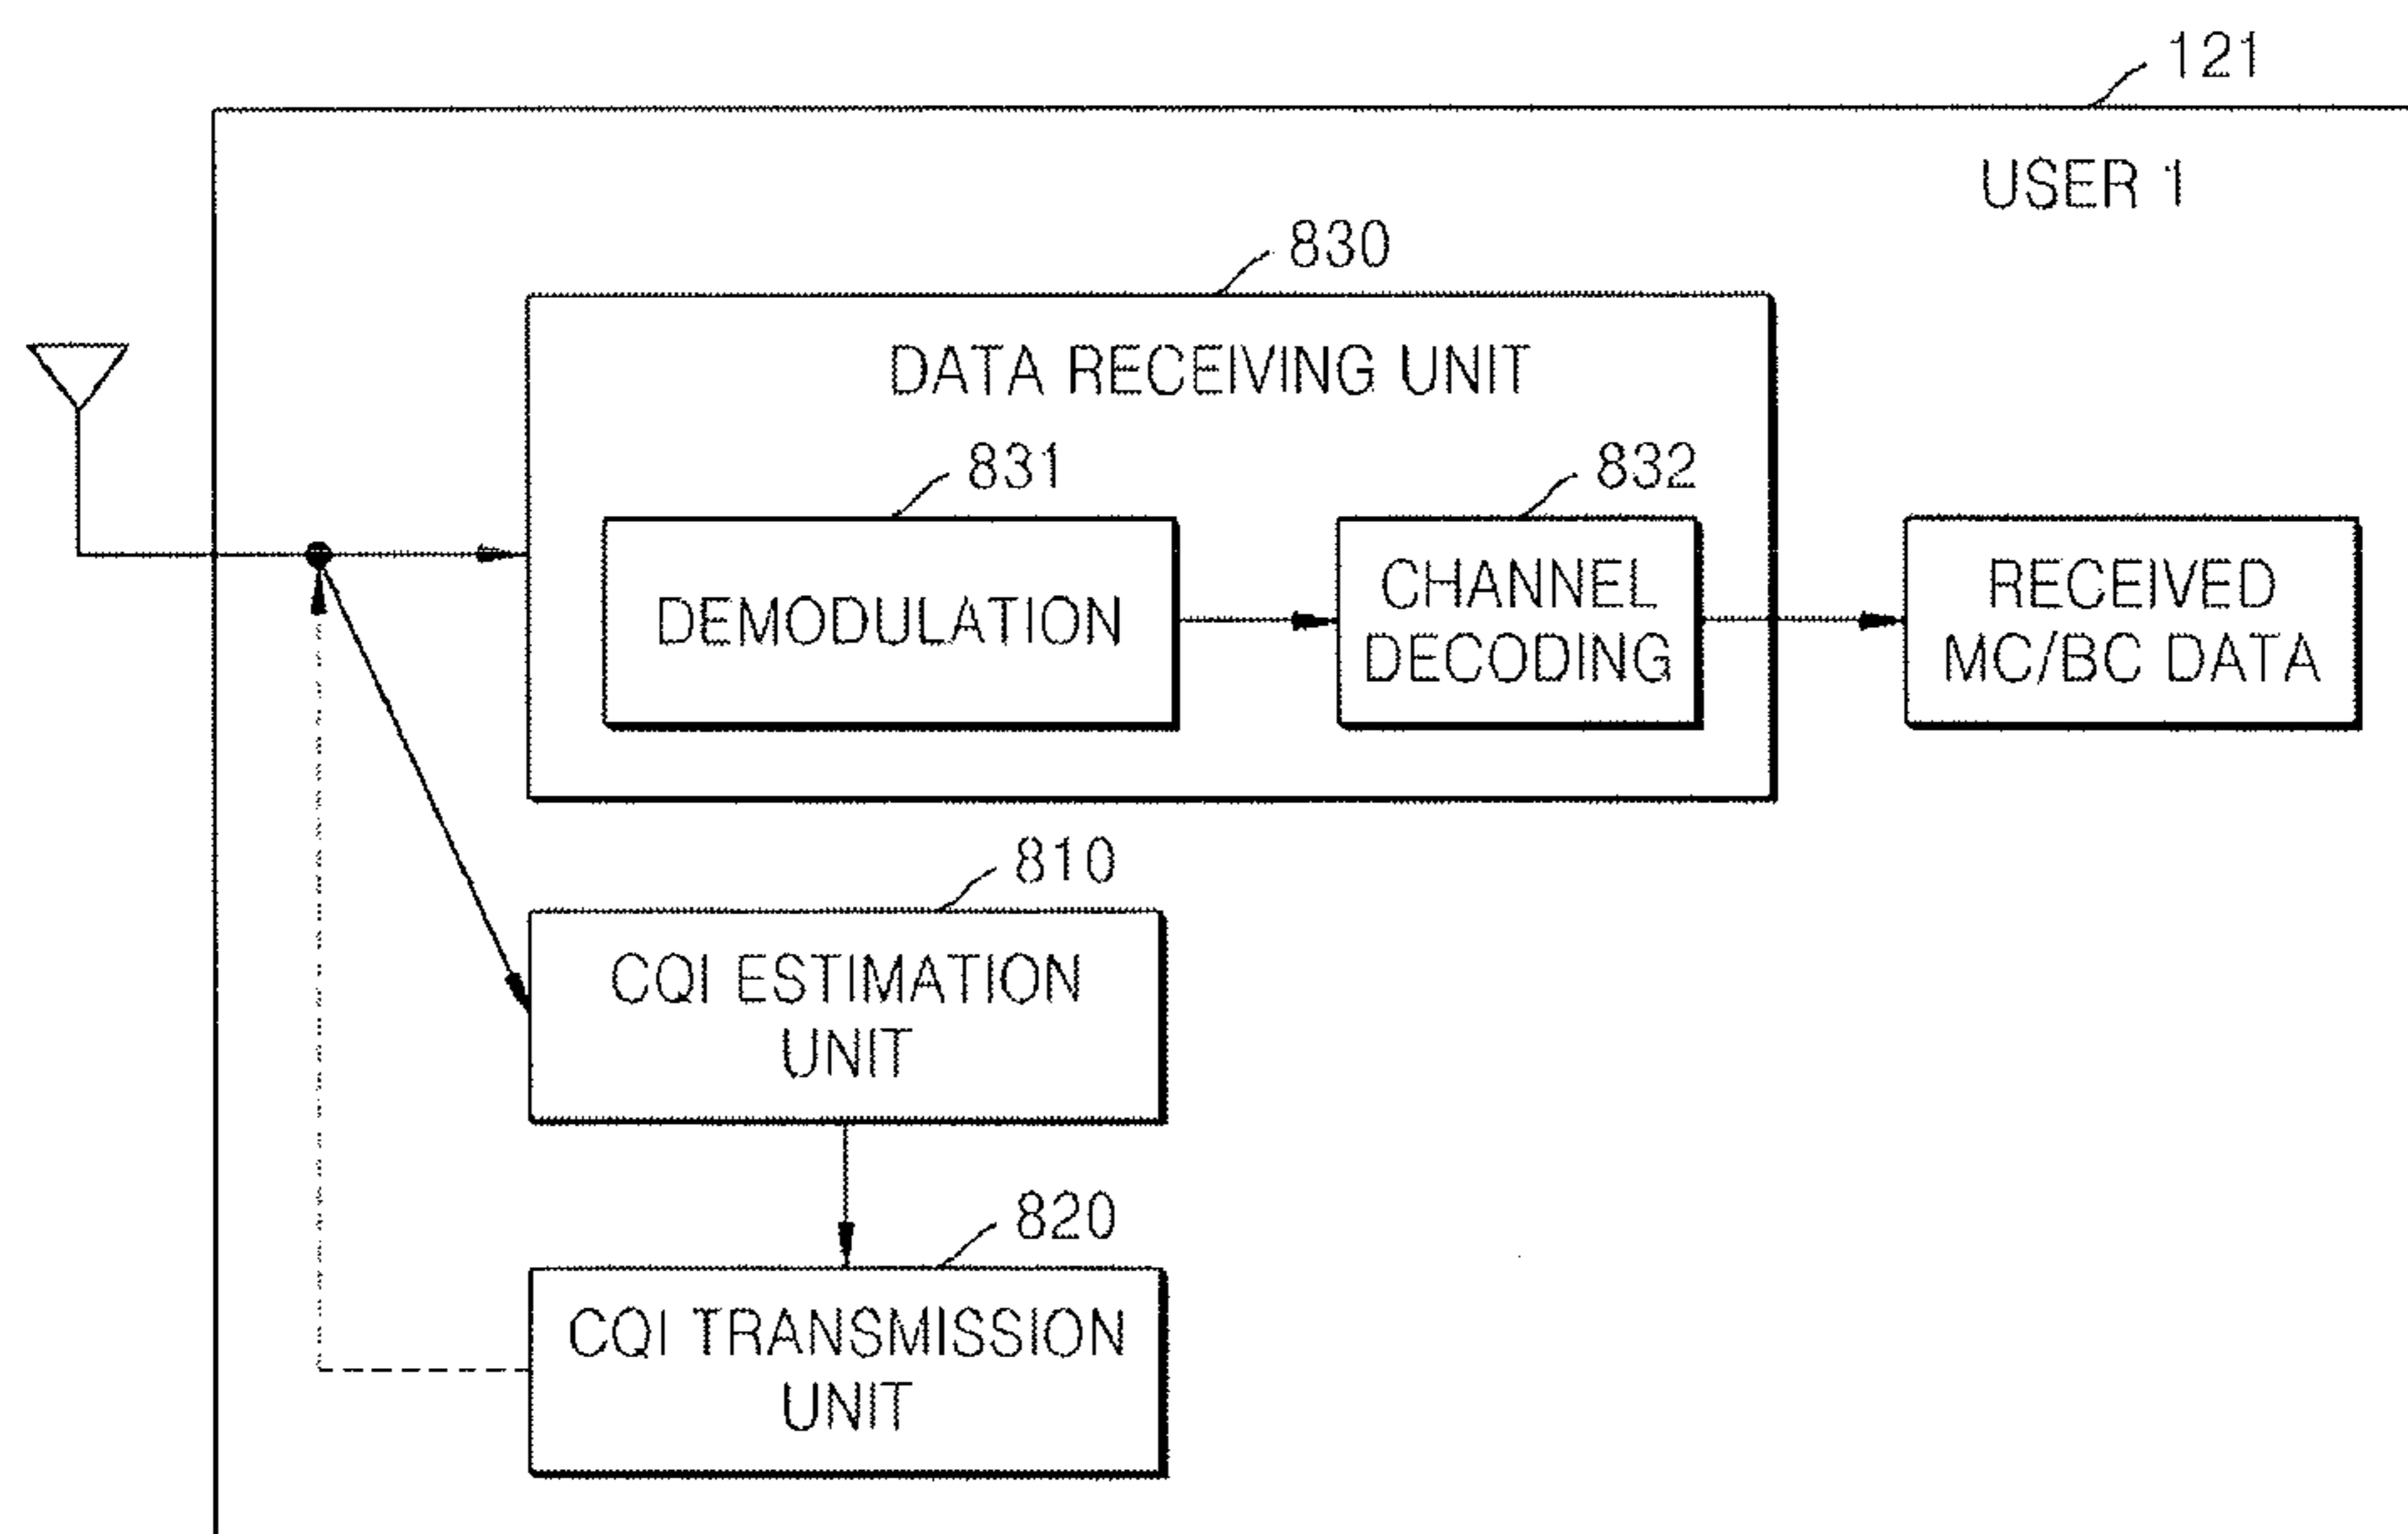 121
USER 1
830
DATA RECEIVING UNIT
831
832
DEMODULATION
CHANNEL
DECODING
RECEIVED
MC/BC DATA
810
CQI ESTIMATION
UNIT
820
CQI TRANSMISSION
UNIT